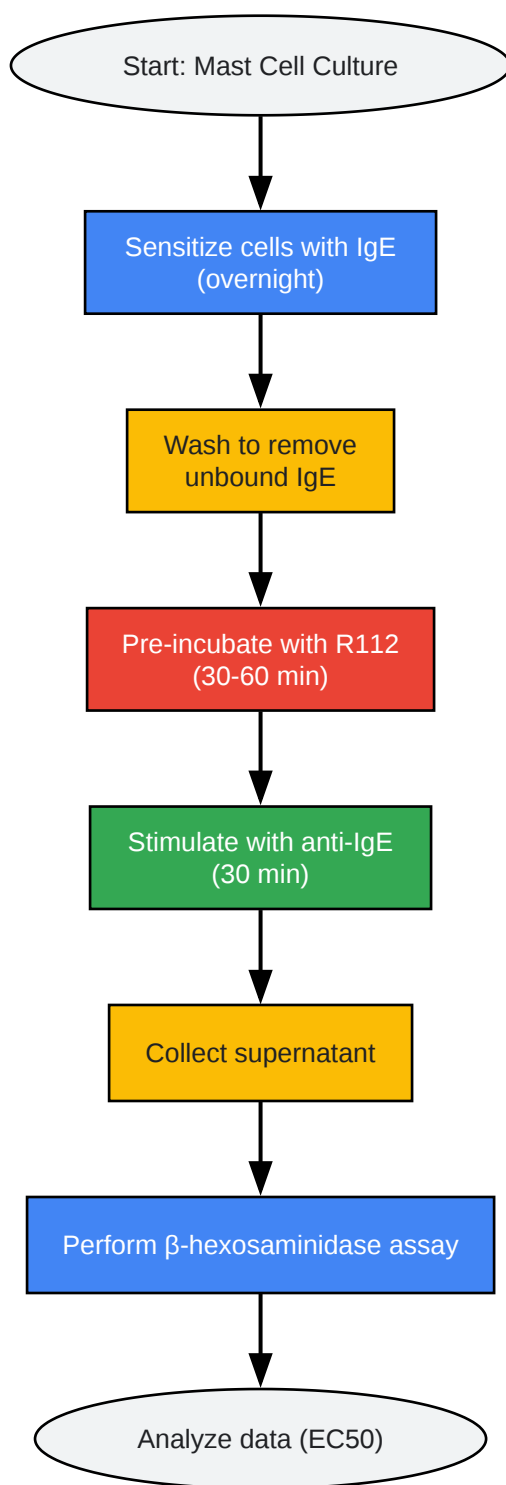 Start: Mast Cell Culture
Sensitize cells with IgE
(overnight)
Wash to remove
unbound IgE
Pre-incubate with R112
(30-60 min)
Stimulate with anti-IgE
(30 min)
Collect supernatant
Perform β-hexosaminidase assay
Analyze data (EC50)